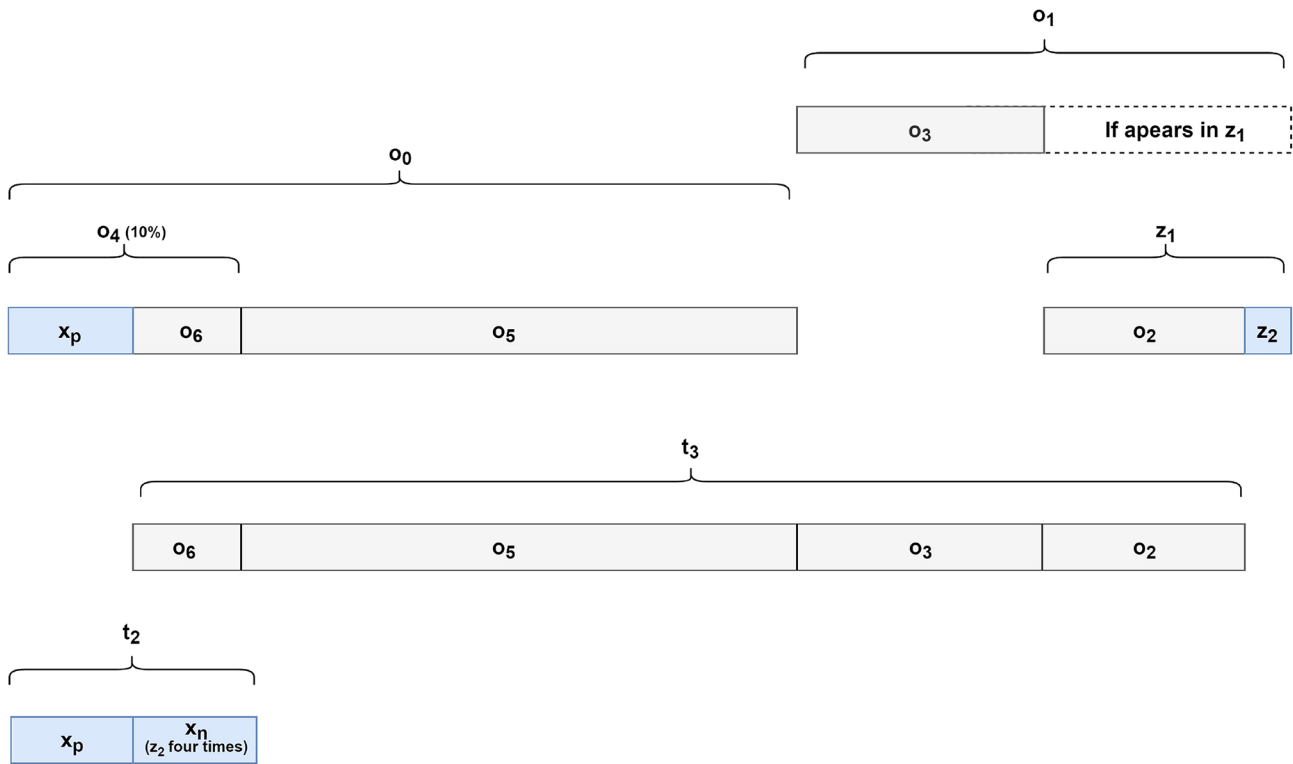 o1
o3
If apears in z1
o0
o4 (10%)
z1
xp
o6
o5
o2
z2
t3
o6
o5
o3
o2
t2
xp
xn
(z2 four times)